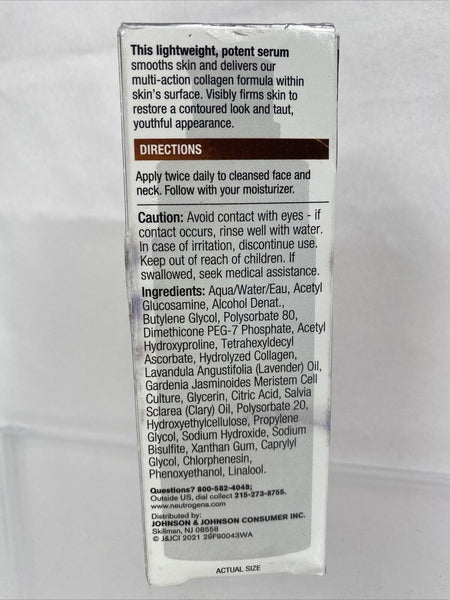 This lightweight, potent serum
smooths skin and delivers our
multi-action collagen formula within
skin's surface. Visibly firms skin to
restore a contoured look and taut,
youthful appearance.
DIRECTIONS
Apply twice daily to cleansed face and
neck. Follow with your moisturizer.
Caution: Avoid contact with eyes - if
contact occurs, rinse well with water.
In case of irritation, discontinue use.
Keep out of reach of children. If
swallowed, seek medical assistance.
Ingredients: Aqua/Water/Eau, Acetyl
Glucosamine, Alcohol Denat.,
Butylene Glycol, Polysorbate 80,
Dimethicone PEG-7 Phosphate, Acetyl
Hydroxyproline, Tetrahexyldecyl
Ascorbate, Hydrolyzed Collagen,
Lavandula Angustifolia (Lavender) Oil,
Gardenia Jasminoides Meristem Cell
Culture, Glycerin, Citric Acid, Salvia
Sclarea (Clary) Oil, Polysorbate 20,
Hydroxyethylcellulose, Propylene
Glycol, Sodium Hydroxide, Sodium
Bisulfite, Xanthan Gum, Caprylyl
Glycol, Chlorphenesin,
Phenoxyethanol, Linalool.
Questions? 800-582-4048;
Outside US, dial collect 215-273-8755.
www.neutrogena.com
Distributed by:
JOHNSON & JOHNSON CONSUMER INC.
Skillman, NJ 08558
© J&JCI 2021 29F90043WA
ACTUAL SIZE